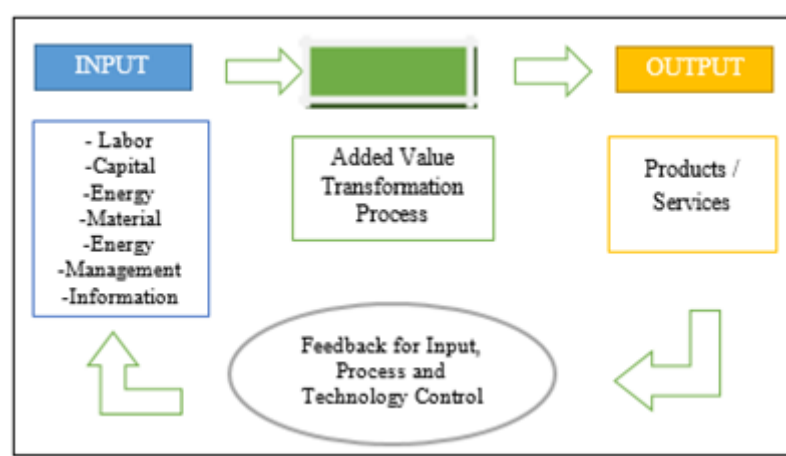 INPUT
OUTPUT
- Labor
-Capital
-Energy
-Material
-Energy
-Management
-Information
Added Value
Transformation
Process
Products /
Services
Feedback for Input,
Process and
Technology Control